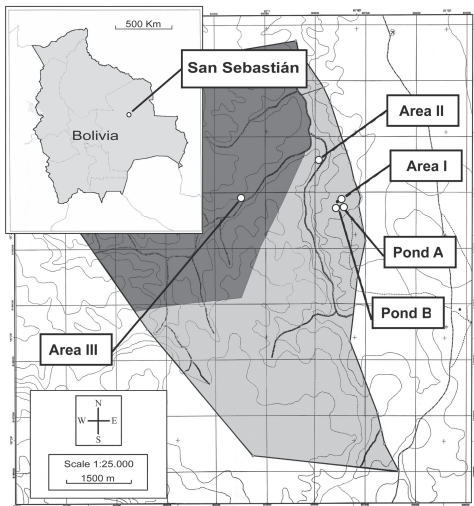 500 Km
San Sebastián
Bolivia
Area II
Area I
Pond A
Pond B
Area III
N
W E
S
Scale 1:25.000
1500 m